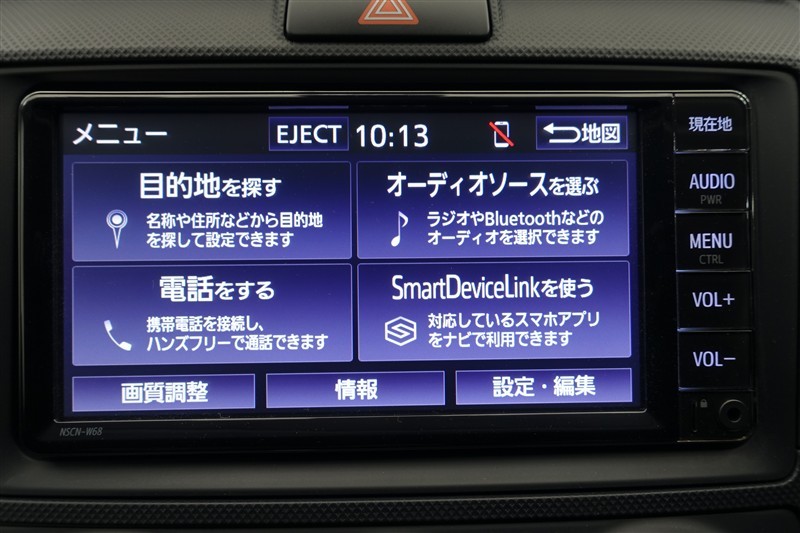 メニュー
EJECT
10:13
地図
目的地を探す
名称や住所などから目的地
を探して設定できます
オーディオソースを選ぶ
ラジオやBluetoothなどの
オーディオを選択できます
電話をする
携帯電話を接続し、
ハンズフリーで通話できます
SmartDeviceLinkを使う
対応しているスマホアプリ
をナビで利用できます
画質調整
情報
設定・編集
NSCN-W68
現在地
AUDIO
PWR
MENU
CTRL
VOL+
VOL−